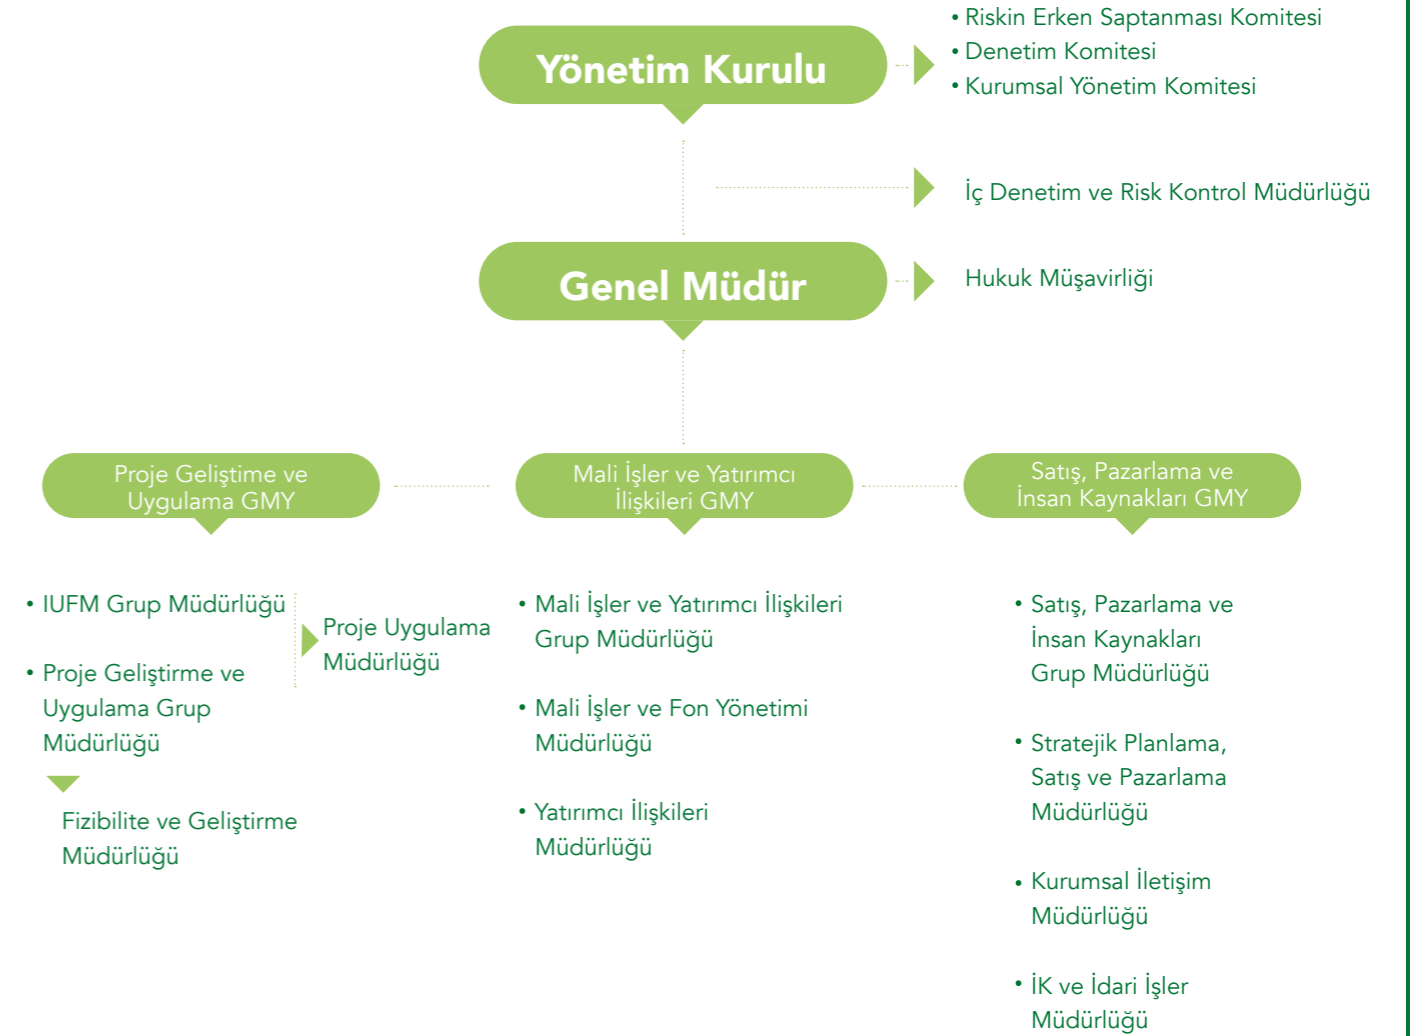 • Riskin Erken Saptanması Komitesi
• Denetim Komitesi
• Kurumsal Yönetim Komitesi
Yönetim Kurulu
İç Denetim ve Risk Kontrol Müdürlüğü
Genel Müdür
Hukuk Müşavirliği
Proje Geliştime ve
Uygulama GMY
Mali İşler ve Yatırımcı
İlişkileri GMY
Satış, Pazarlama ve
İnsan Kaynakları GMY
• IUFM Grup Müdürlüğü
• Proje Geliştirme ve
Uygulama Grup
Müdürlüğü
Proje Uygulama
Müdürlüğü
Fizibilite ve Geliştirme
Müdürlüğü
• Mali İşler ve Yatırımcı İlişkileri
Grup Müdürlüğü
• Mali İşler ve Fon Yönetimi
Müdürlüğü
• Yatırımcı İlişkileri
Müdürlüğü
• Satış, Pazarlama ve
İnsan Kaynakları
Grup Müdürlüğü
• Stratejik Planlama,
Satış ve Pazarlama
Müdürlüğü
• Kurumsal İletişim
Müdürlüğü
• İK ve İdari İşler
Müdürlüğü